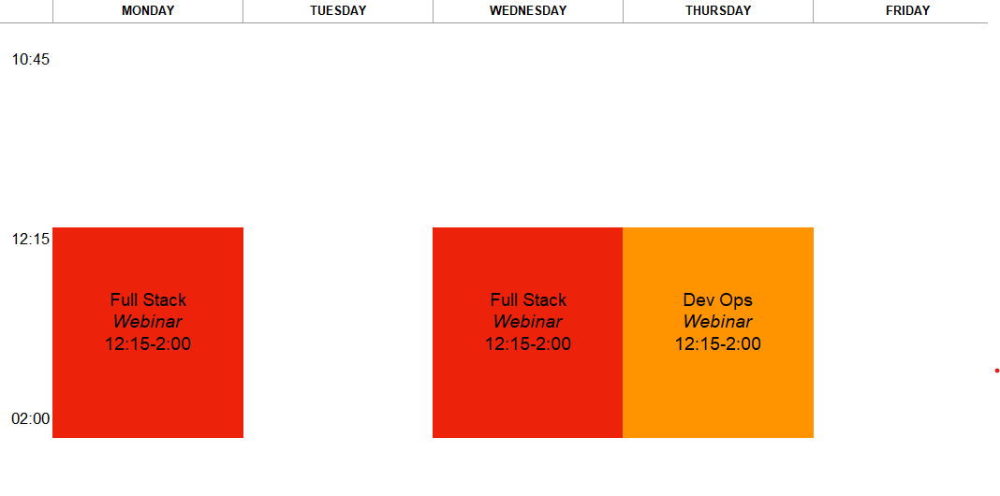 MONDAY TUESDAY WEDNESDAY THURSDAY FRIDAY
10:45
12:15
Full Stack
Webinar
12:15-2:00
Full Stack
Webinar
12:15-2:00
Dev Ops
Webinar
12:15-2:00
02:00